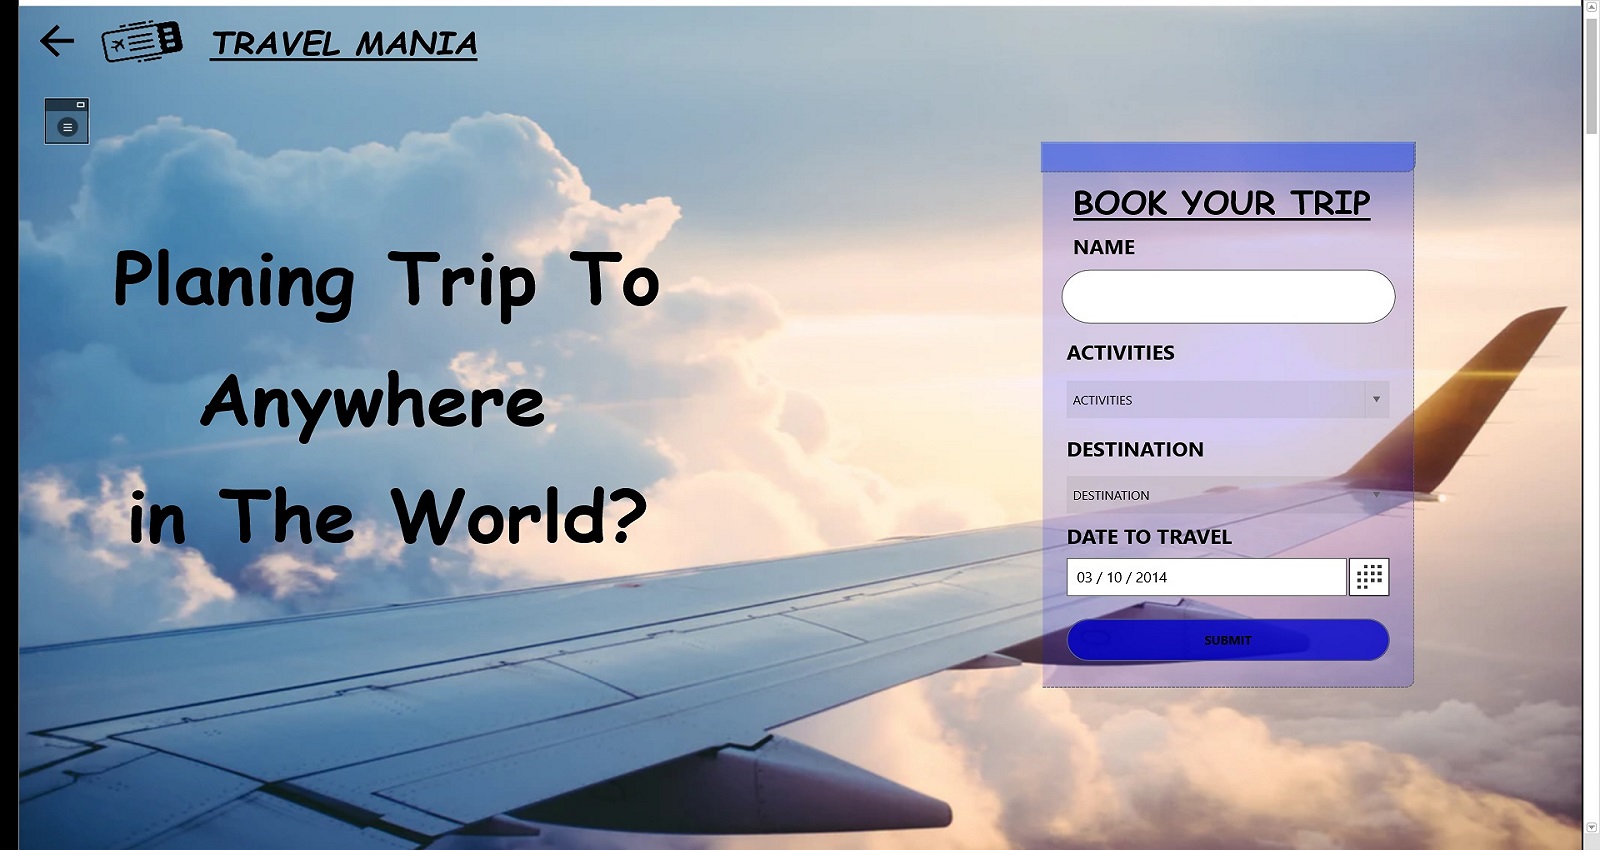 TRAVEL MANIA
Planing Trip To
Anywhere
in The World?
BOOK YOUR TRIP
NAME
ACTIVITIES
ACTIVITIES
DESTINATION
DESTINATION
DATE TO TRAVEL
03 / 10 / 2014
SUBMIT